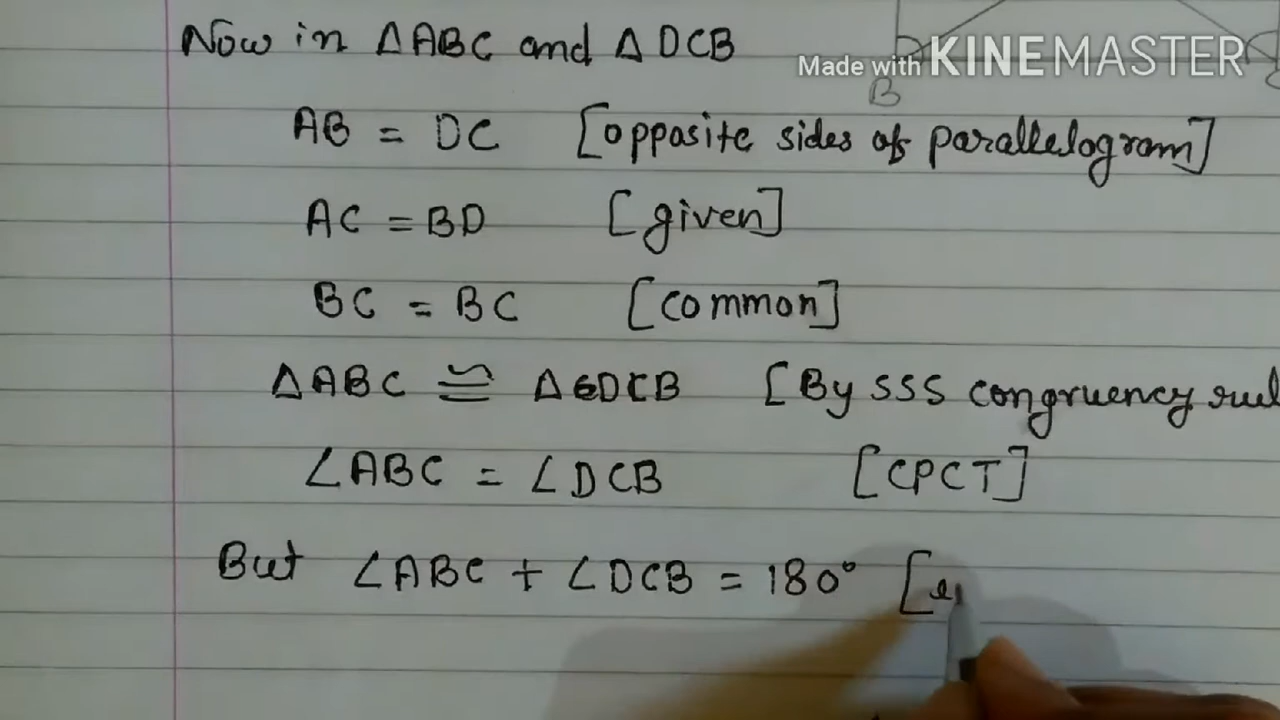 Now in ΔABC and ΔDCB
Made with KINEMASTER
B
AB = DC [opposite sides of parallelogram]
AC = BD [given]
BC = BC [common]
ΔABC ≅ ΔDCB [By SSS congruency
∠ABC = ∠DCB [CPCT]
But ∠ABC + ∠DCB = 180° [